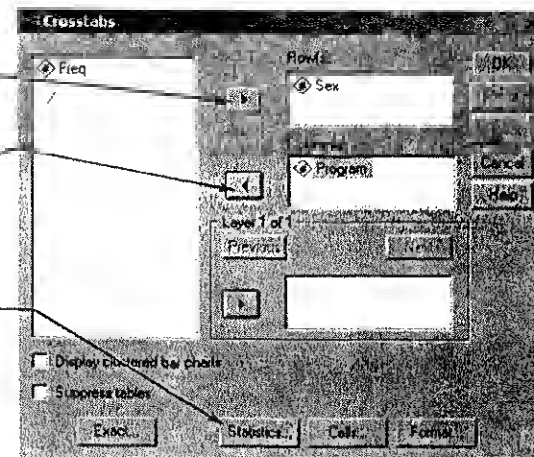 Crosstabs
Freq
Row(s):
Sex
OK
Program
Cancel
Help
Layer 1 of 1
Previous
Next
Display clustered bar charts
Suppress tables
Exact...
Statistics...
Cells...
Format...